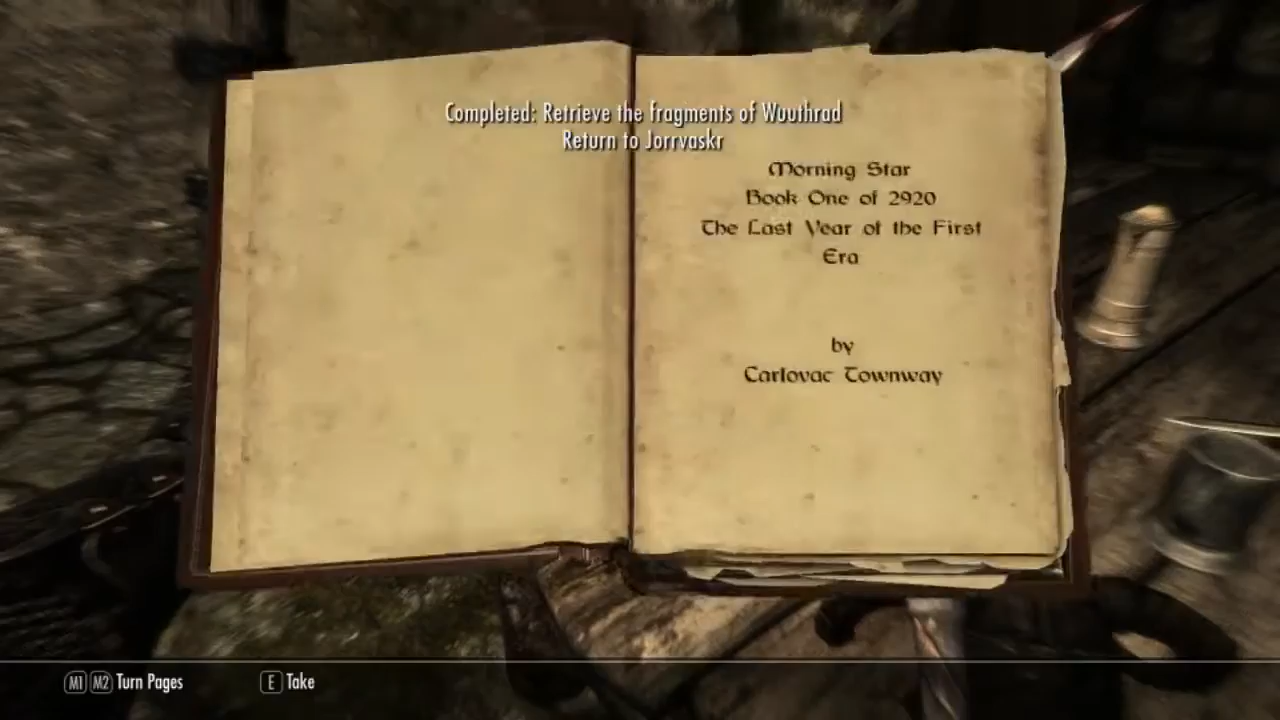 Completed: Retrieve the fragments of Wuuthrad
Return to Jorrvaskr
Morning Star
Book One of 2920
The Last Year of the First
Era
by
Carlovac Townway
M1 M2 Turn Pages
E Take